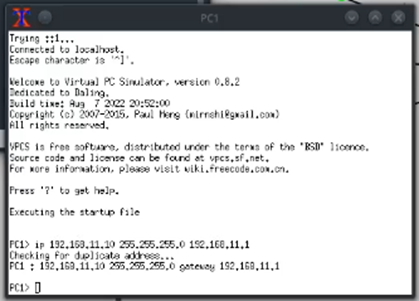 PC1
Trying ::1...
Connected to localhost.
Escape character is '^]'.
Welcome to Virtual PC Simulator, version 0.8.2
Dedicated to Daling.
Build time: Aug 7 2022 20:52:00
Copyright (c) 2007-2015, Paul Meng (mirnshi@gmail.com)
All rights reserved.
VPCS is free software, distributed under the terms of the "BSD" licence.
Source code and license can be found at vpcs.sf.net.
For more information, please visit wiki.freecode.com.cn.
Press '?' to get help.
Executing the startup file
PC1> ip 192.168.11.10 255.255.255.0 192.168.11.1
Checking for duplicate address...
PC1 : 192.168.11.10 255.255.255.0 gateway 192.168.11.1
PC1>